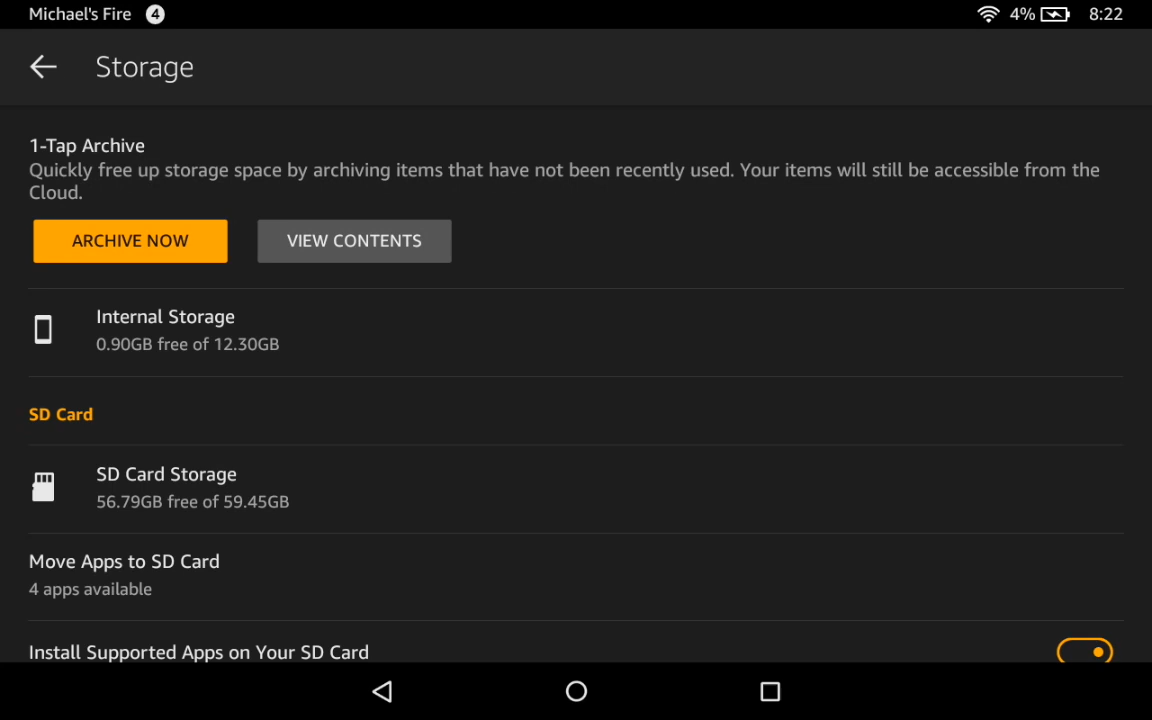 Michael's Fire 4 4% 8:22
Storage
1-Tap Archive
Quickly free up storage space by archiving items that have not been recently used. Your items will still be accessible from the
Cloud.
ARCHIVE NOW VIEW CONTENTS
Internal Storage
0.90GB free of 12.30GB
SD Card
SD Card Storage
56.79GB free of 59.45GB
Move Apps to SD Card
4 apps available
Install Supported Apps on Your SD Card